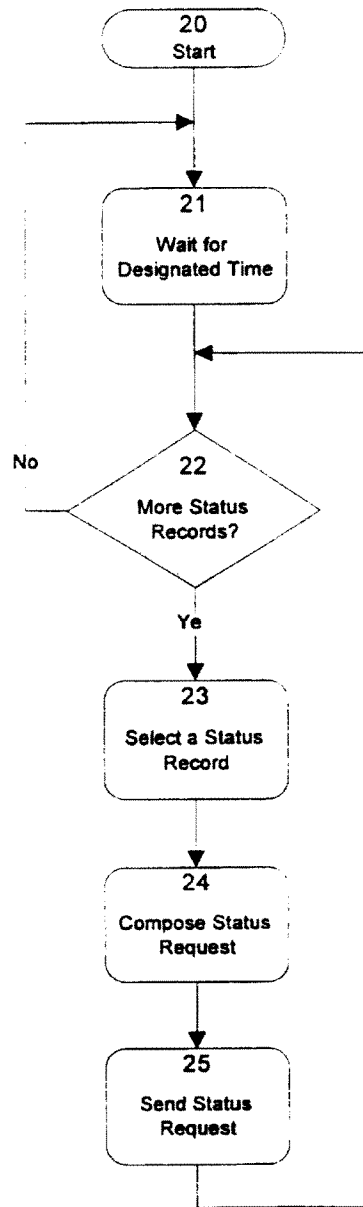 20
Start
21
Wait for
Designated Time
No
22
More Status
Records?
Ye
23
Select a Status
Record
24
Compose Status
Request
25
Send Status
Request